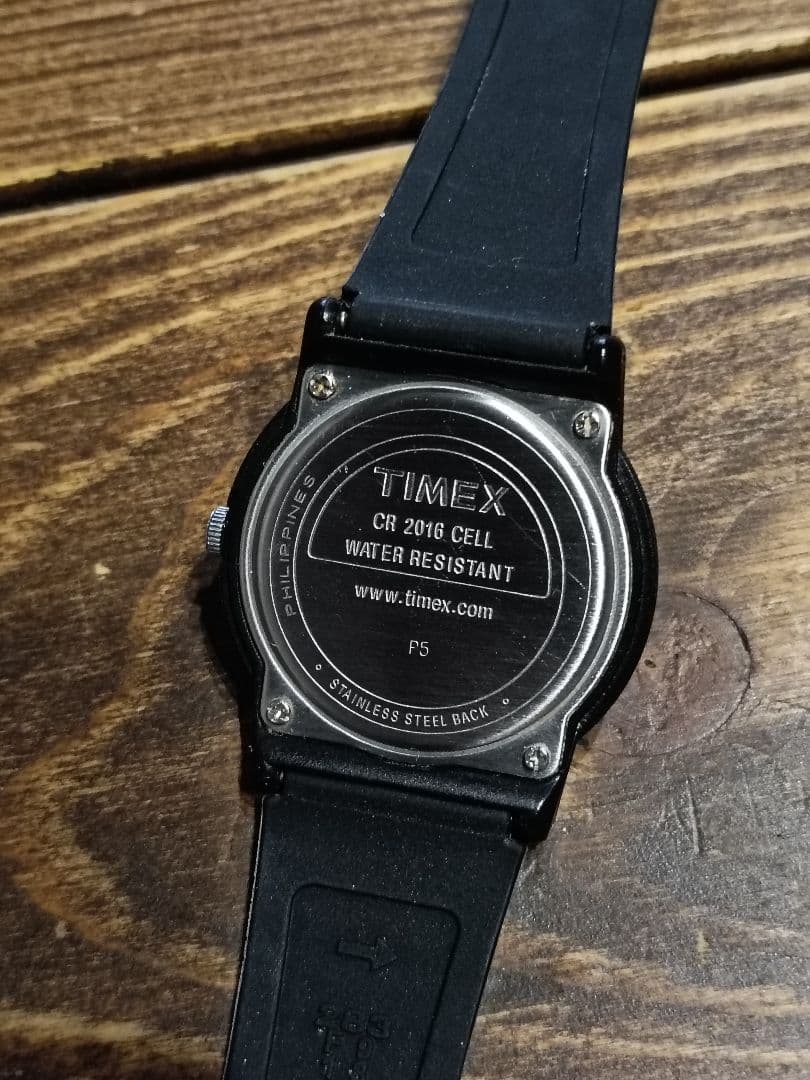 TIMEX
CR 2016 CELL
WATER RESISTANT
www.timex.com
P5
PHILIPPINES
STAINLESS STEEL BACK